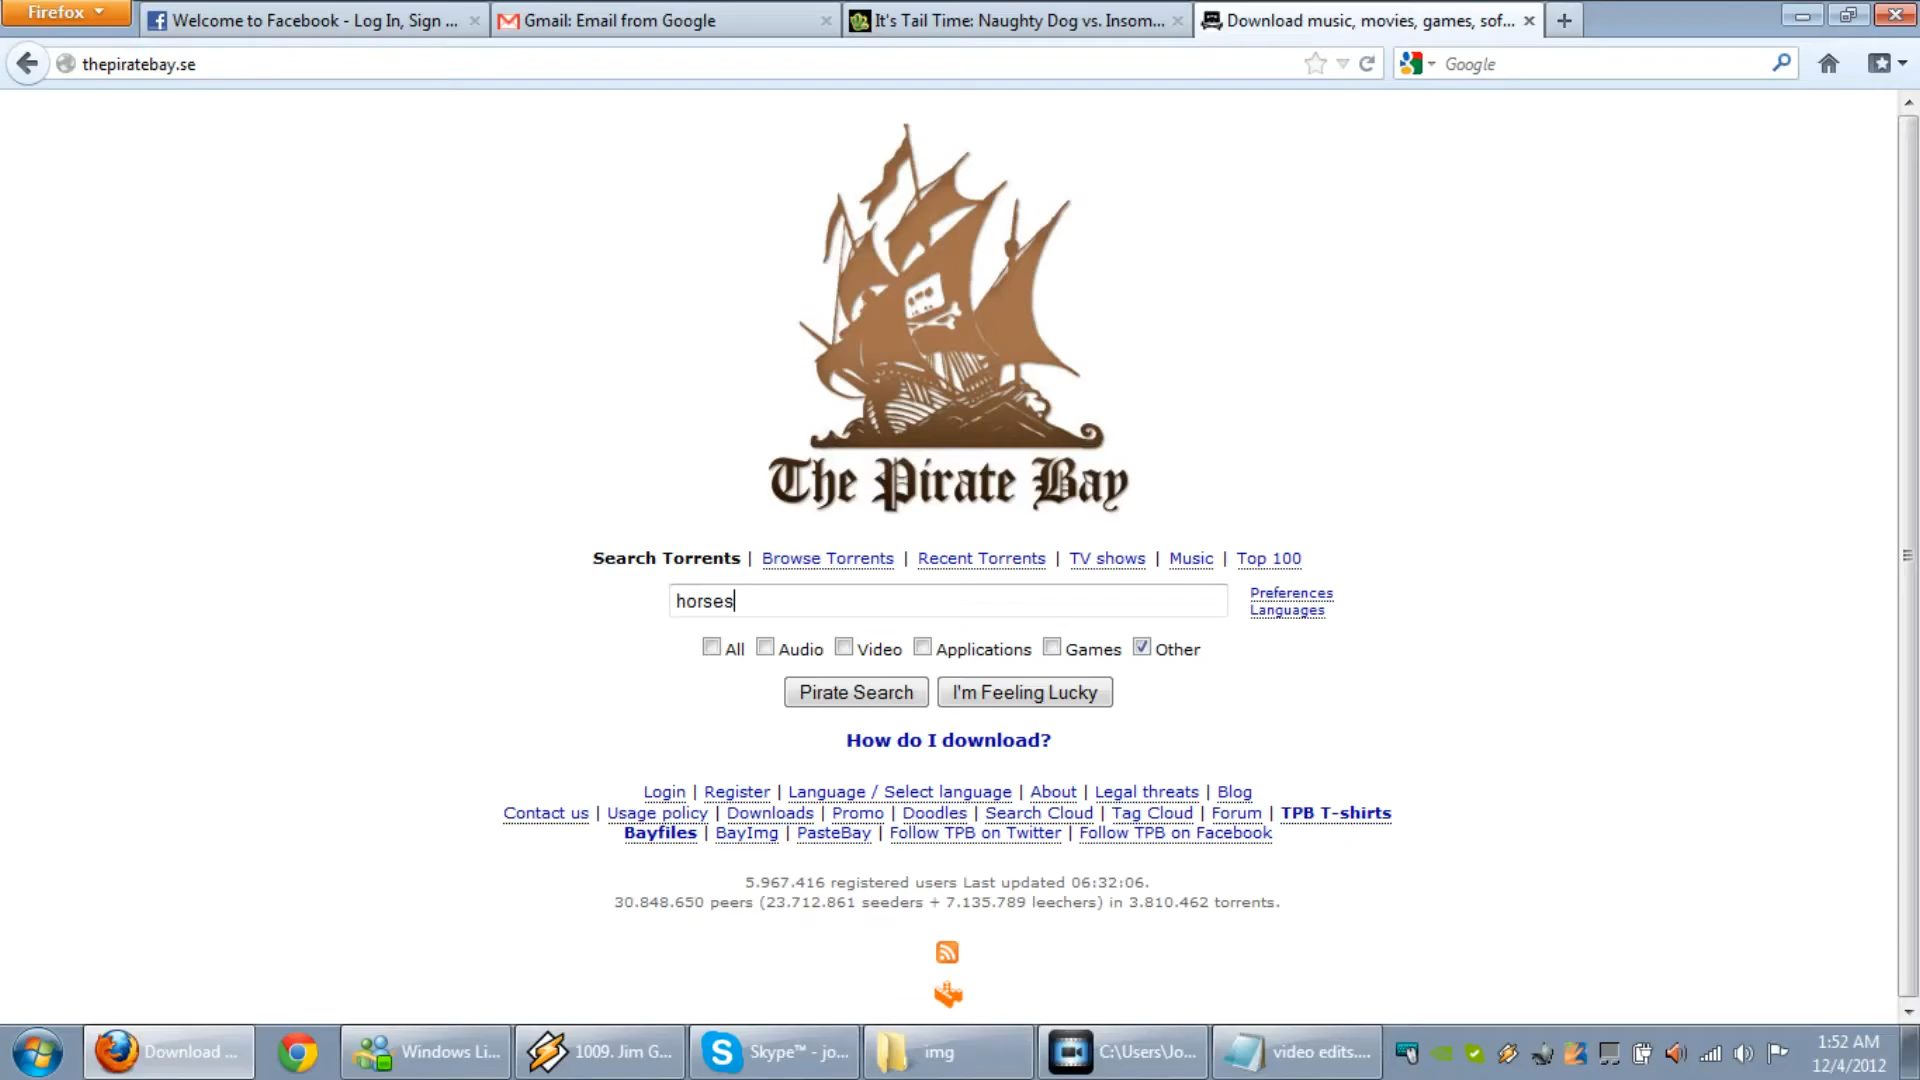 Firefox
Welcome to Facebook - Log In, Sign ...
Gmail: Email from Google
It's Tail Time: Naughty Dog vs. Insom...
Download music, movies, games, sof...
thepiratebay.se
Google
The Pirate Bay
Search Torrents | Browse Torrents | Recent Torrents | TV shows | Music | Top 100
horses
Preferences
Languages
All Audio Video Applications Games Other
Pirate Search
I'm Feeling Lucky
How do I download?
Login | Register | Language / Select language | About | Legal threats | Blog
Contact us | Usage policy | Downloads | Promo | Doodles | Search Cloud | Tag Cloud | Forum | TPB T-shirts
Bayfiles | BayImg | PasteBay | Follow TPB on Twitter | Follow TPB on Facebook
5.967.416 registered users Last updated 06:32:06.
30.848.650 peers (23.712.861 seeders + 7.135.789 leechers) in 3.810.462 torrents.
Download ...
Windows Li...
1009. Jim G...
Skype™ - jo...
img
C:\Users\Jo...
video edits....
1:52 AM
12/4/2012